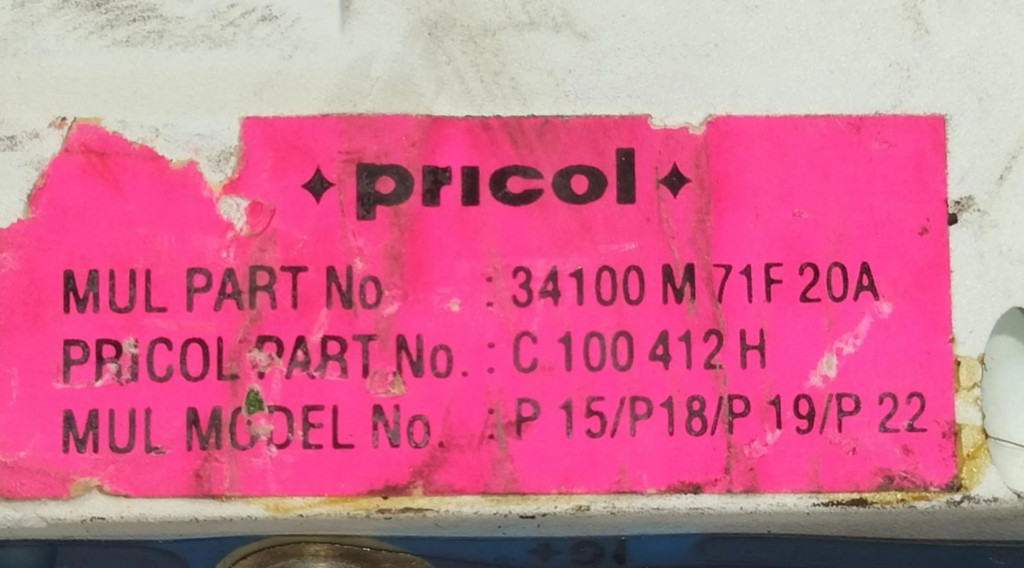 ✦ pricol ✦
MUL PART No : 34100 M 71F 20A
PRICOL PART No. : C 100 412 H
MUL MODEL No. : P 15/P18/P 19/P 22